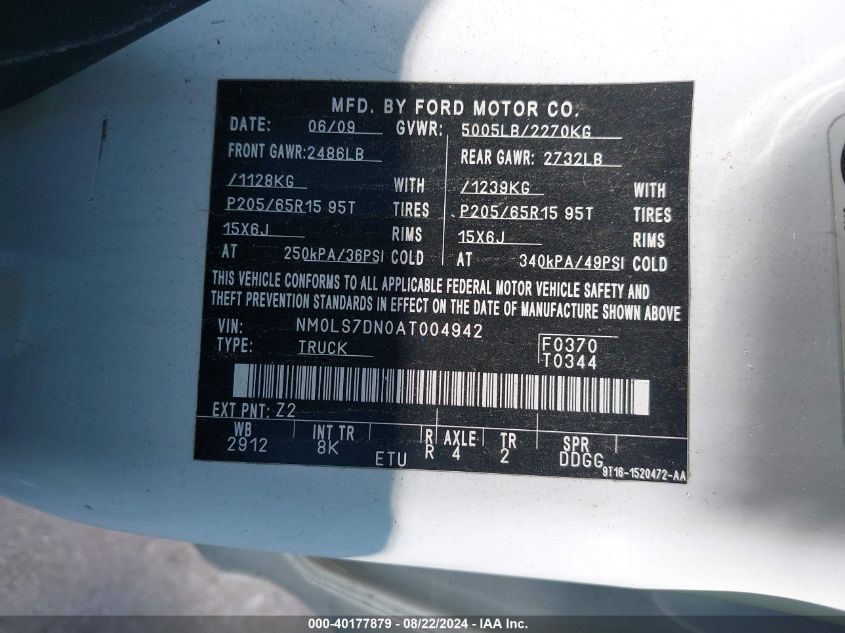 MFD. BY FORD MOTOR CO.
DATE: 06/09 GVWR: 5005LB/2270KG
FRONT GAWR: 2486LB REAR GAWR: 2732LB
/1128KG WITH /1239KG WITH
P205/65R15 95T TIRES P205/65R15 95T TIRES
15X6J RIMS 15X6J RIMS
AT 250kPA/36PSI COLD AT 340kPA/49PSI COLD
THIS VEHICLE CONFORMS TO ALL APPLICABLE FEDERAL MOTOR VEHICLE SAFETY AND
THEFT PREVENTION STANDARDS IN EFFECT ON THE DATE OF MANUFACTURE SHOWN ABOVE
VIN: NM0LS7DN0AT004942
TYPE: TRUCK F0370
T0344
EXT PNT: Z2
WB INT TR R AXLE TR SPR
2912 8K ETU R 4 2 DDGG
9T16-1520472-AA
000-40177879 - 08/22/2024 - IAA Inc.